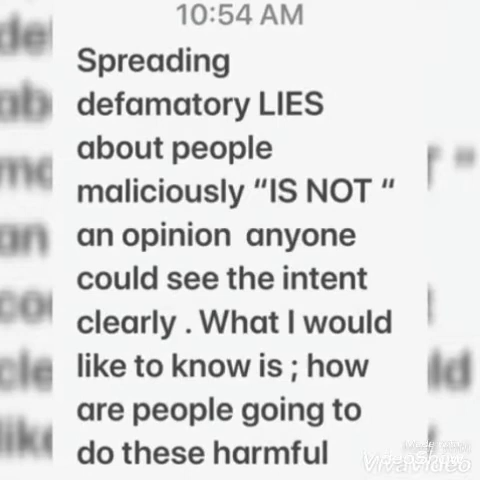 10:54 AM
Spreading
defamatory LIES
about people
maliciously “IS NOT “
an opinion  anyone
could see the intent
clearly . What I would
like to know is ; how
are people going to
do these harmful
VivaVideo